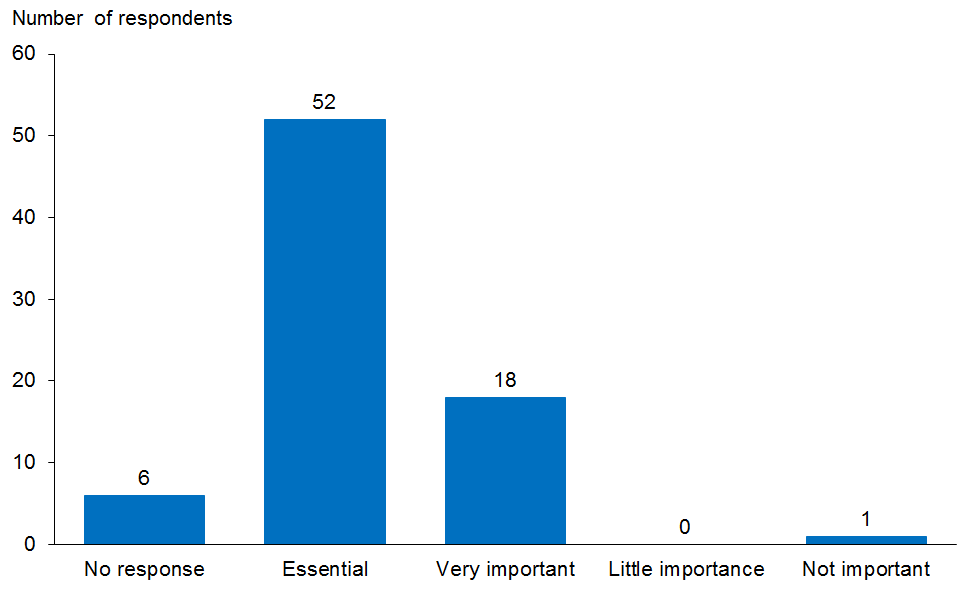 Number of respondents
60
52
50
40
30
20
18
10
6
0
0
1
No response
Essential
Very important
Little importance
Not important